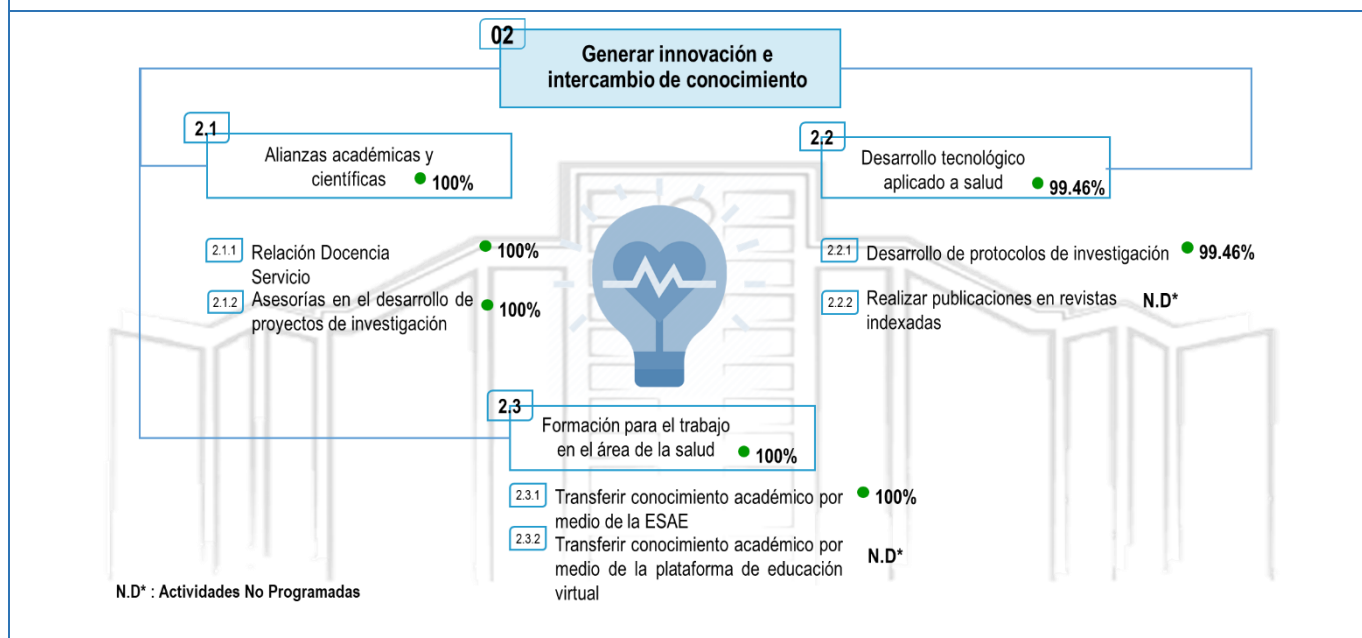 02
Generar innovación e
intercambio de conocimiento
2.1
Alianzas académicas y
científicas 100%
2.1.1 Relación Docencia
Servicio
100%
2.1.2 Asesorías en el desarrollo de
proyectos de investigación
100%
2.2
Desarrollo tecnológico
aplicado a salud 99.46%
2.2.1 Desarrollo de protocolos de investigación 99.46%
2.2.2 Realizar publicaciones en revistas
indexadas
N.D*
2.3
Formación para el trabajo
en el área de la salud 100%
2.3.1 Transferir conocimiento académico por
medio de la ESAE
100%
2.3.2 Transferir conocimiento académico por
medio de la plataforma de educación
virtual
N.D*
N.D* : Actividades No Programadas